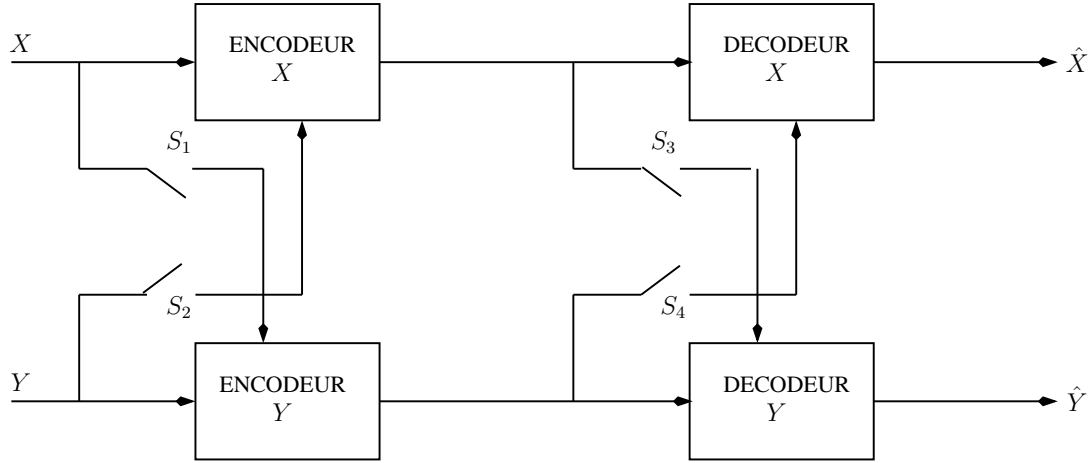 X
ENCODEUR
X
DECODEUR
X
X̂
S₁
S₃
S₂
S₄
Y
ENCODEUR
Y
DECODEUR
Y
Ŷ